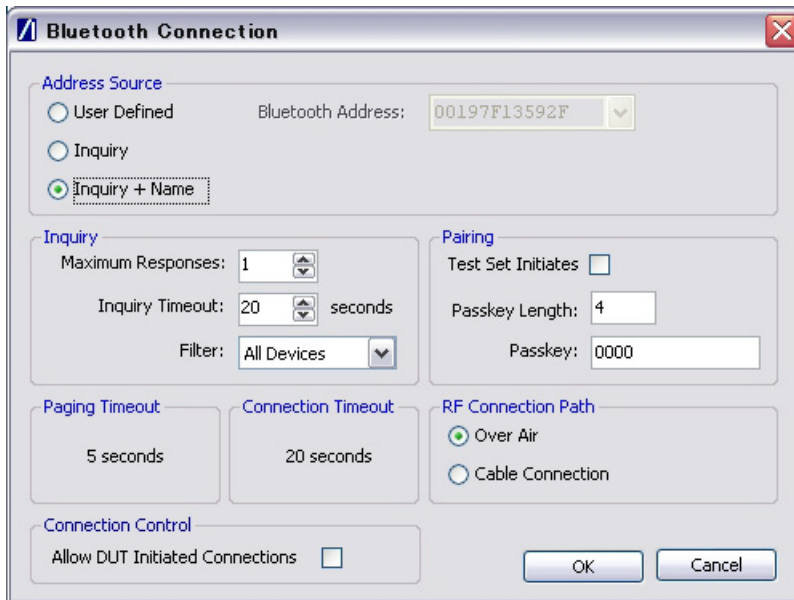 Bluetooth Connection
Address Source
User Defined Bluetooth Address: 00197F13592F
Inquiry
Inquiry + Name
Inquiry
Maximum Responses: 1
Inquiry Timeout: 20 seconds
Filter: All Devices
Pairing
Test Set Initiates
Passkey Length: 4
Passkey: 0000
Paging Timeout
5 seconds
Connection Timeout
20 seconds
RF Connection Path
Over Air
Cable Connection
Connection Control
Allow DUT Initiated Connections
OK Cancel